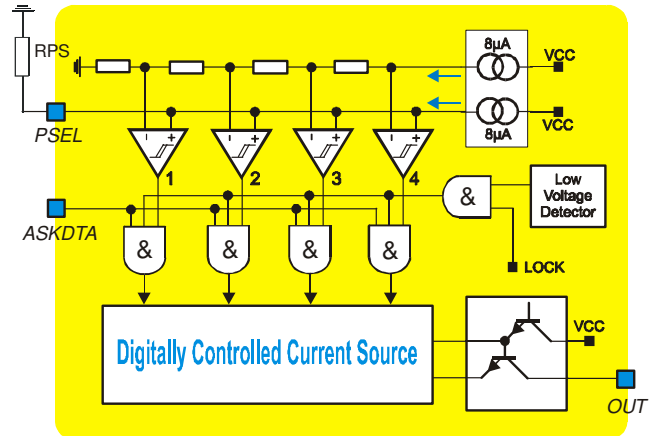 RPS
8µA
VCC
VCC
8µA
PSEL
- + - + - + - +
1 2 3 4
&
Low
Voltage
Detector
ASKDTA
& & & &
LOCK
Digitally Controlled Current Source
VCC
OUT